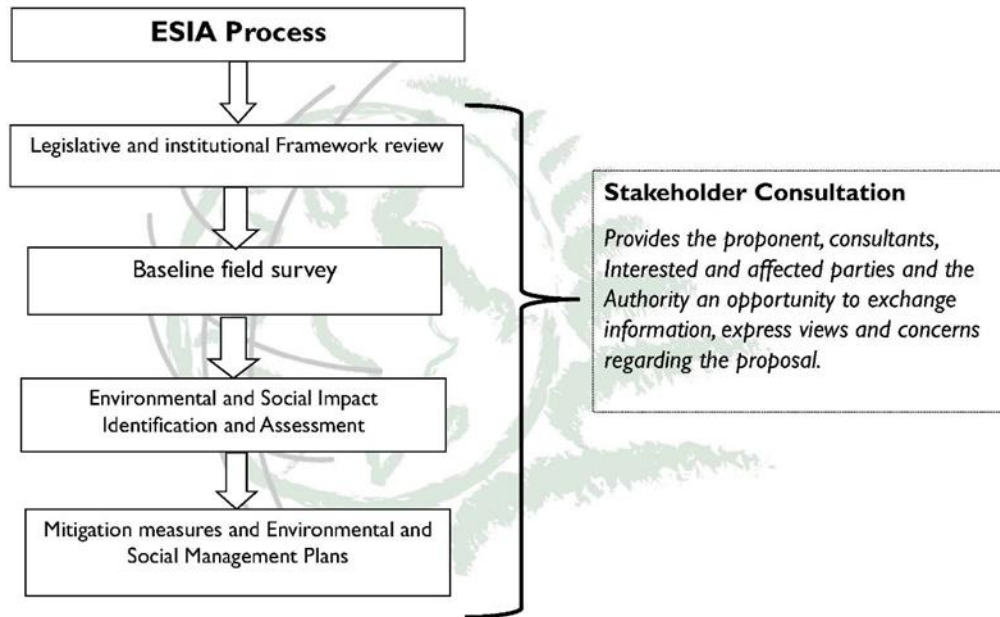 ESIA Process
Legislative and institutional Framework review
Baseline field survey
Environmental and Social Impact
Identification and Assessment
Mitigation measures and Environmental and
Social Management Plans
Stakeholder Consultation
Provides the proponent, consultants,
Interested and affected parties and the
Authority an opportunity to exchange
information, express views and concerns
regarding the proposal.